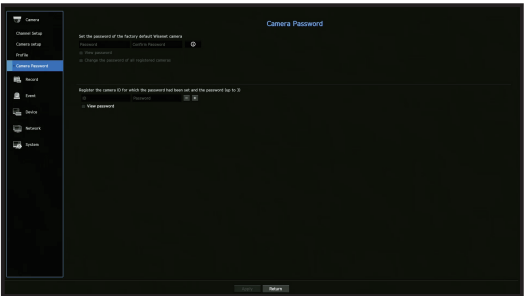 Camera
Channel Setup
Camera setup
Profile
Camera Password
Record
Event
Device
Network
System
Camera Password
Set the password of the factory default Wisenet camera
Password Confirm Password
View password
Change the password of all registered cameras
Register the camera ID for which the password had been set and the password (up to 3)
ID Password
View password
Apply Return